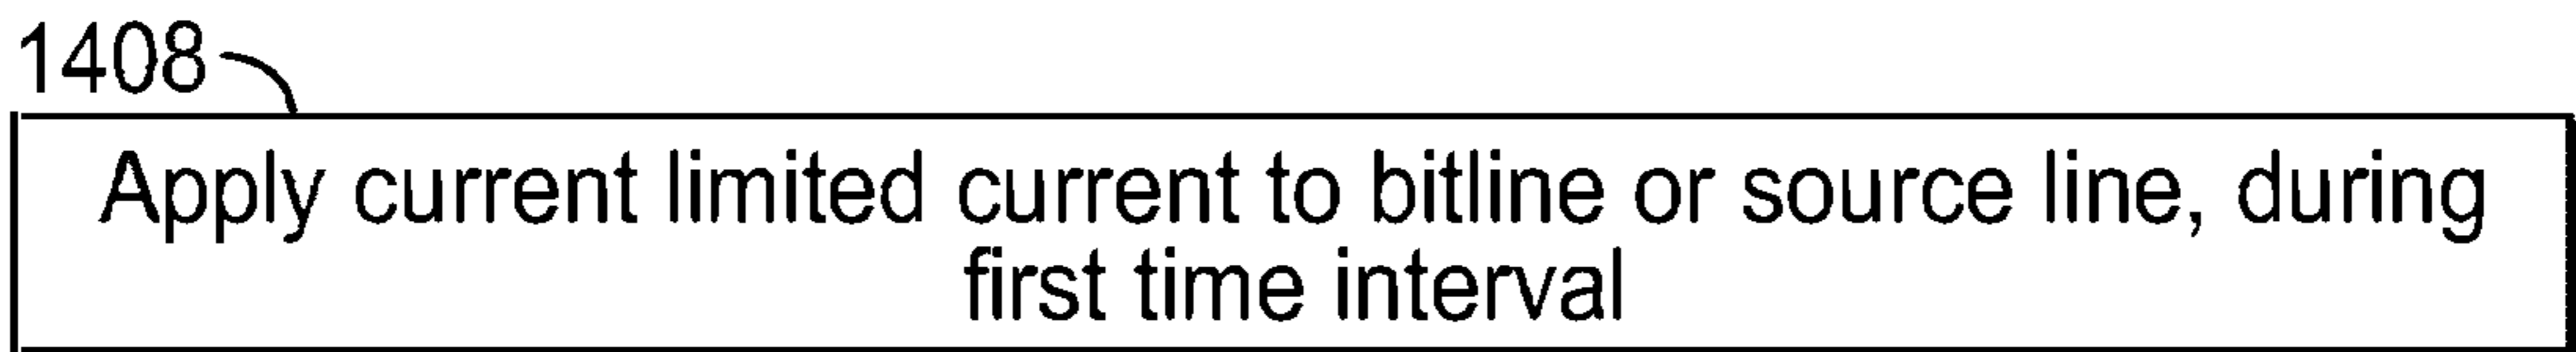 1408
Apply current limited current to bitline or source line, during
first time interval